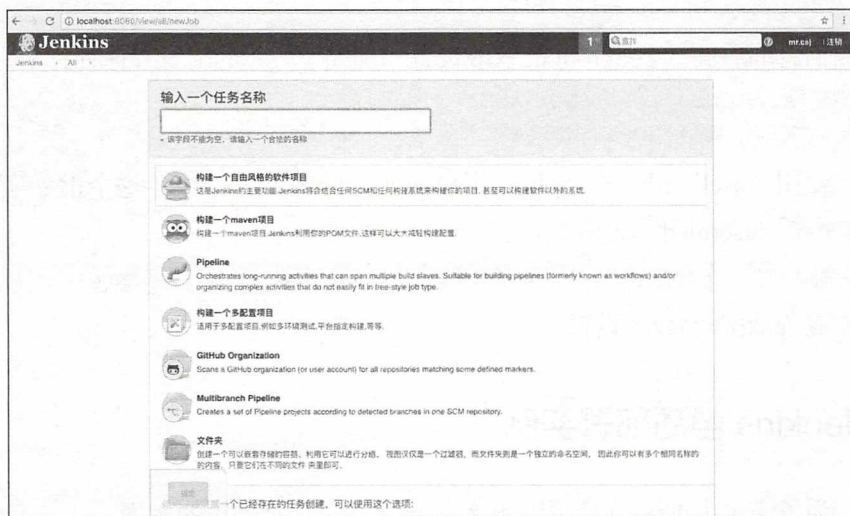 localhost:8080/view/all/newJob
Jenkins
1
查找
mr.csj
注销
Jenkins
All
输入一个任务名称
» 该字段不能为空，请输入一个合法的名称
构建一个自由风格的软件项目
这是Jenkins的主要功能.Jenkins将会结合任何SCM和任何构建系统来构建你的项目, 甚至可以构建软件以外的系统.
构建一个maven项目
构建一个maven项目.Jenkins利用你的POM文件,这样可以大大减轻构建配置.
Pipeline
Orchestrates long-running activities that can span multiple build slaves. Suitable for building pipelines (formerly known as workflows) and/or
organizing complex activities that do not easily fit in free-style job type.
构建一个多配置项目
适用于多配置项目,例如多环境测试,平台指定构建,等等.
GitHub Organization
Scans a GitHub organization (or user account) for all repositories matching some defined markers.
Multibranch Pipeline
Creates a set of Pipeline projects according to detected branches in one SCM repository.
文件夹
创建一个可以嵌套存储的容器。利用它可以进行分组。 视图仅仅是一个过滤器，而文件夹则是一个独立的命名空间， 因此你可以有多个相同名称的
的内容，只要它们在不同的文件 夹里即可。
确定
一个已经存在的任务创建，可以使用这个选项: